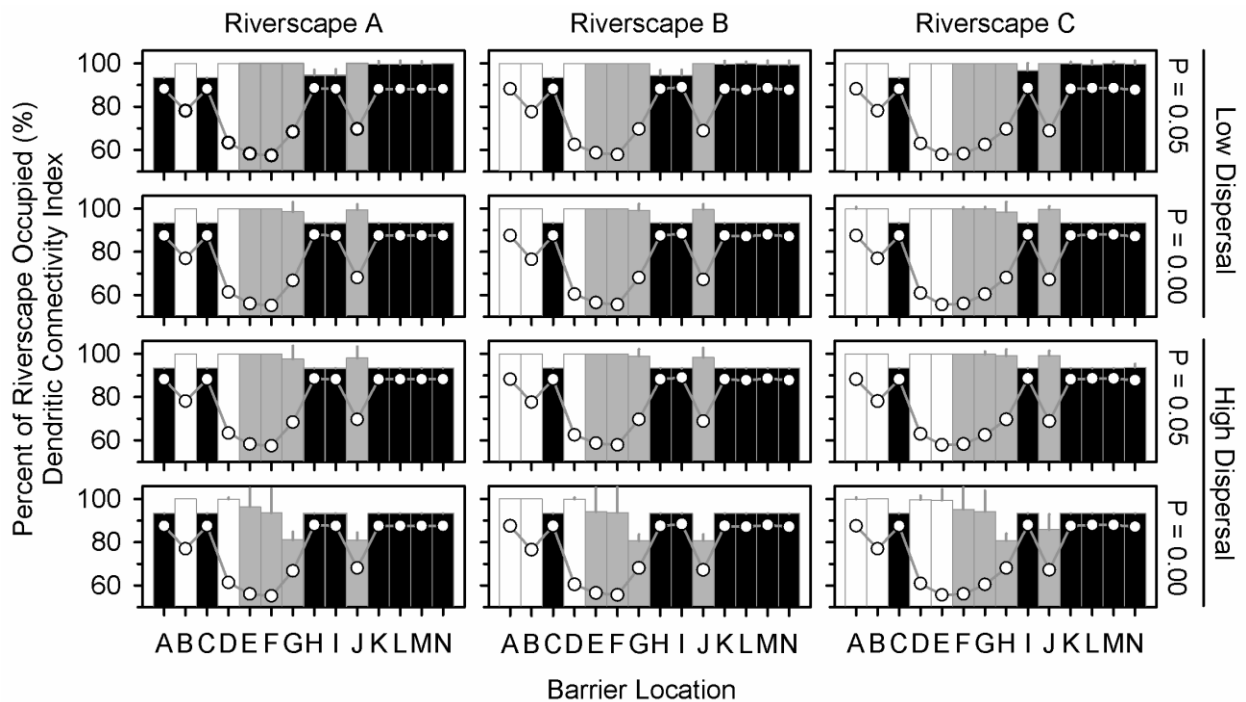 Riverscape A Riverscape B Riverscape C
Percent of Riverscape Occupied (%)
Dendritic Connectivity Index
100
80
60
P = 0.05
100
80
60
P = 0.00
Low Dispersal
100
80
60
P = 0.05
100
80
60
P = 0.00
High Dispersal
A B C D E F G H I J K L M N A B C D E F G H I J K L M N A B C D E F G H I J K L M N
Barrier Location